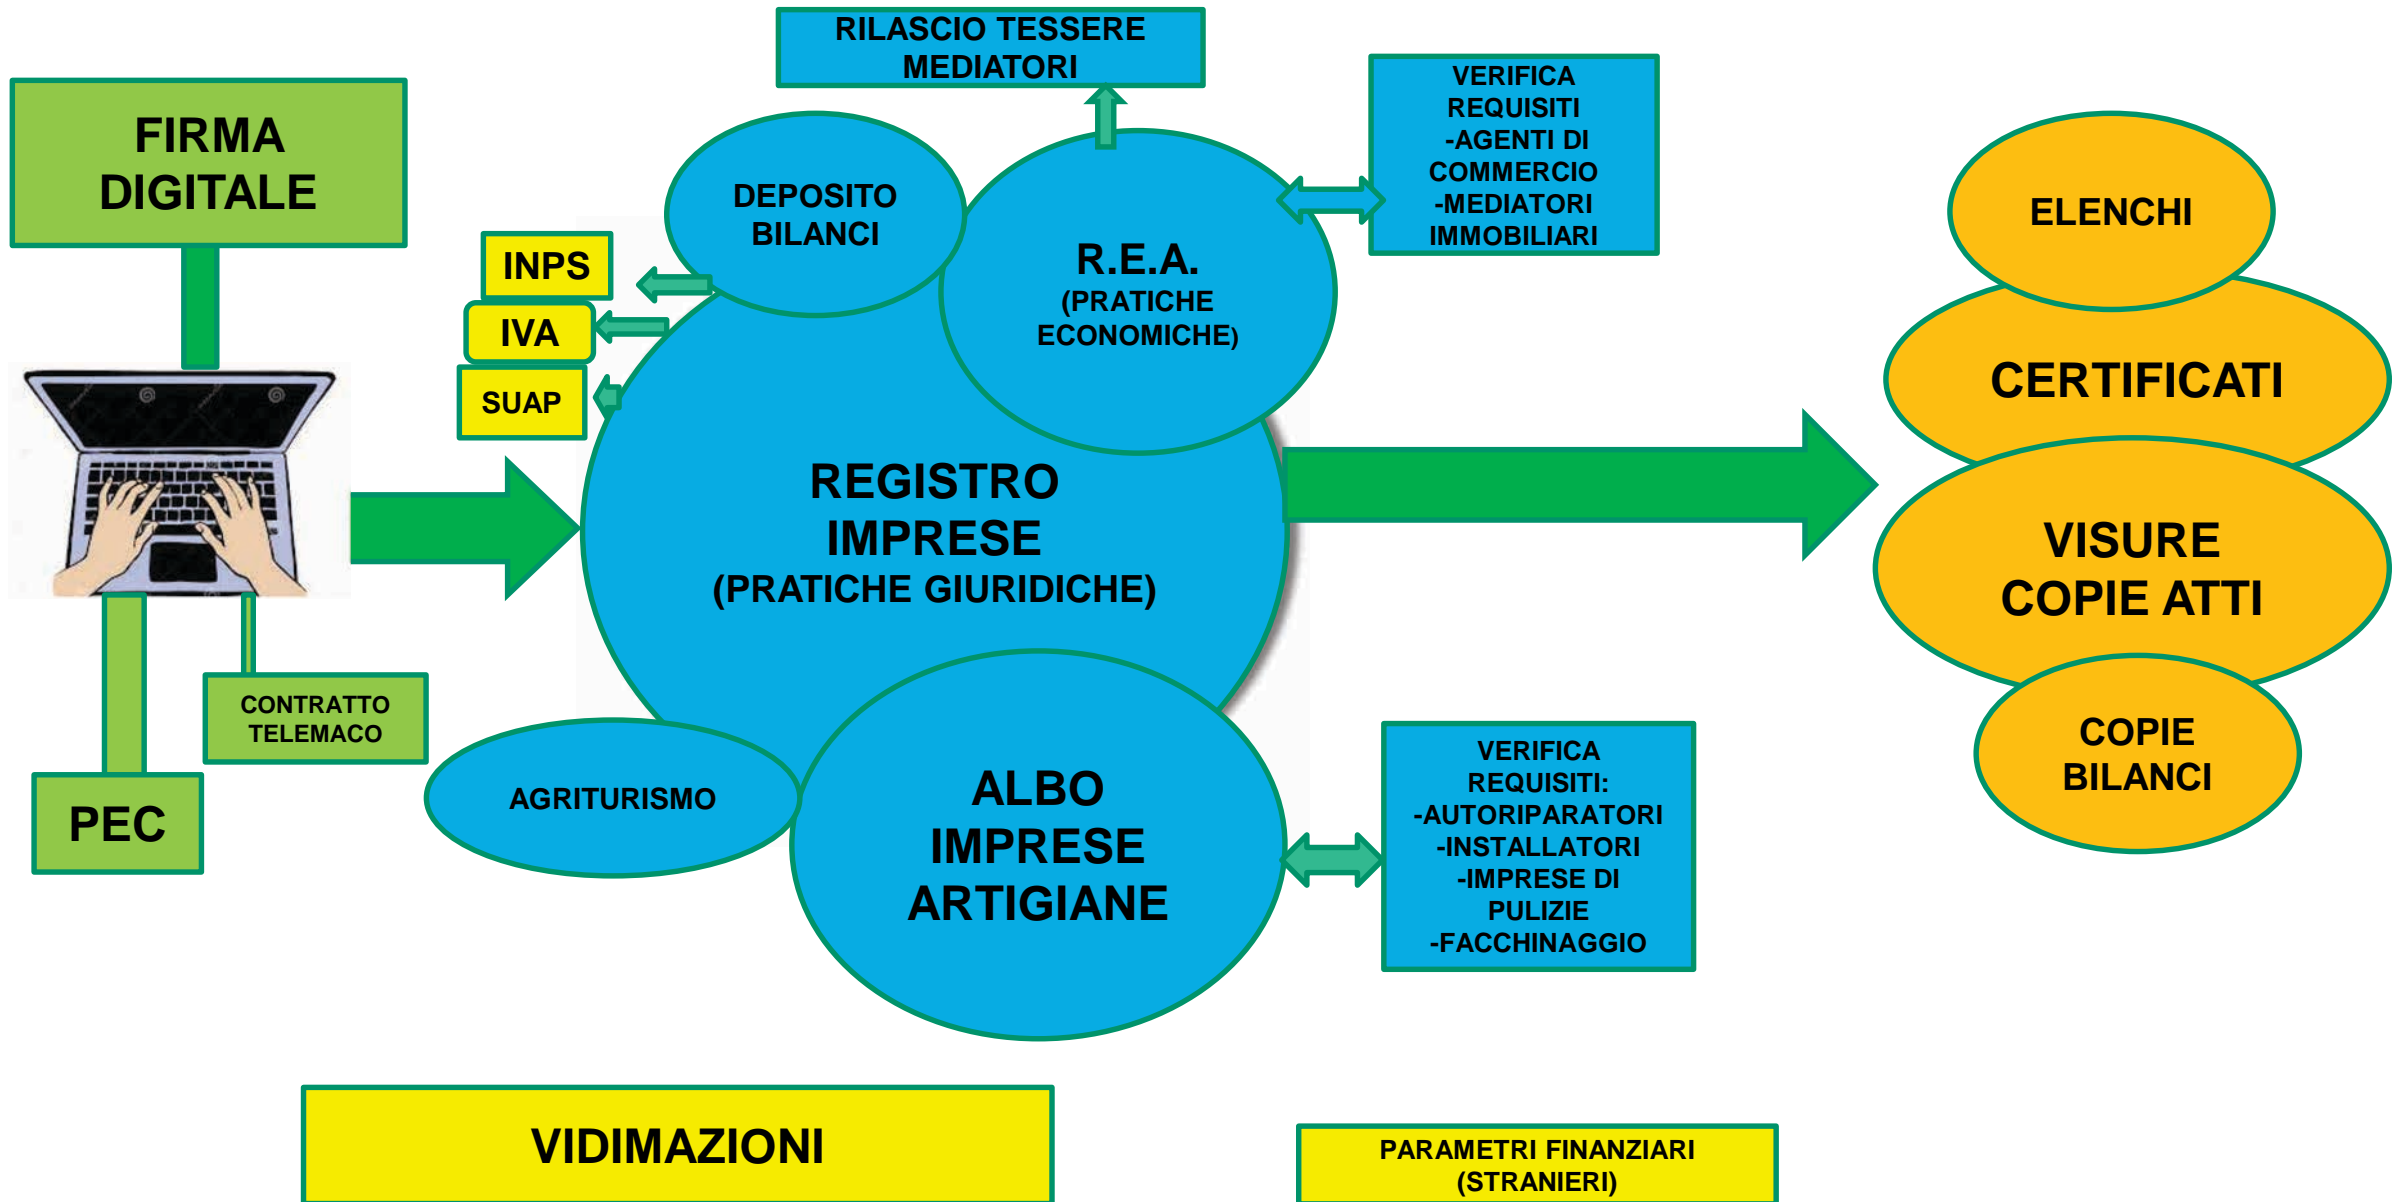 RILASCIO TESSERE
MEDIATORI
FIRMA
DIGITALE
VERIFICA
REQUISITI
-AGENTI DI
COMMERCIO
-MEDIATORI
IMMOBILIARI
DEPOSITO
BILANCI
R.E.A.
(PRATICHE
ECONOMICHE)
INPS
IVA
SUAP
REGISTRO
IMPRESE
(PRATICHE GIURIDICHE)
ELENCHI
CERTIFICATI
VISURE
COPIE ATTI
COPIE
BILANCI
CONTRATTO
TELEMACO
PEC
AGRITURISMO
ALBO
IMPRESE
ARTIGIANE
VERIFICA
REQUISITI:
-AUTORIPARATORI
-INSTALLATORI
-IMPRESE DI
PULIZIE
-FACCHINAGGIO
VIDIMAZIONI
PARAMETRI FINANZIARI
(STRANIERI)